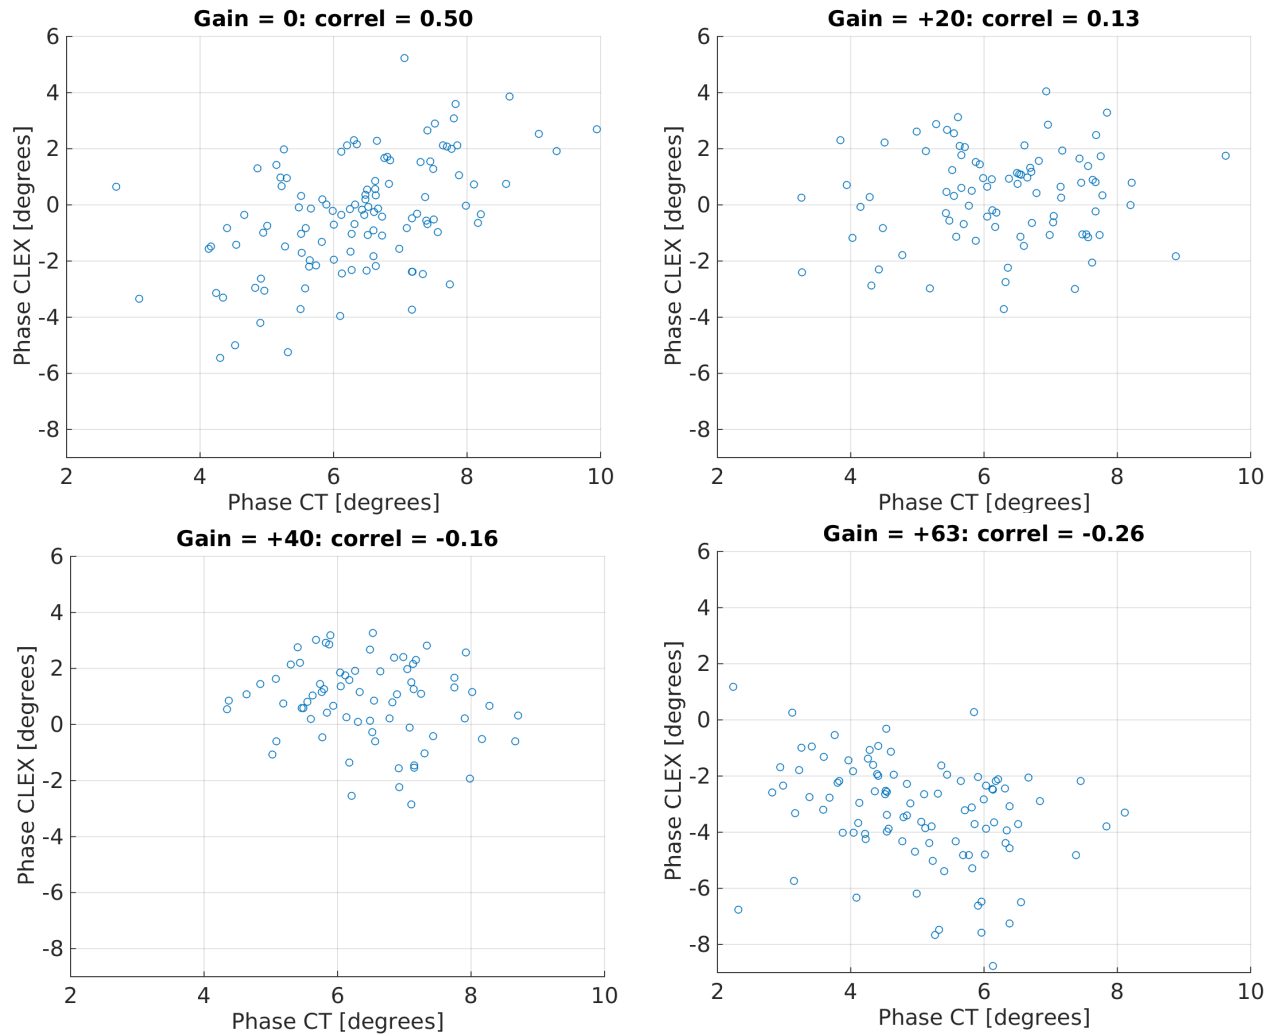 Gain = 0: correl = 0.50
6
4
2
0
-2
-4
-6
-8
Phase CLEX [degrees]
2 4 6 8 10
Phase CT [degrees]
Gain = +20: correl = 0.13
6
4
2
0
-2
-4
-6
-8
Phase CLEX [degrees]
2 4 6 8 10
Phase CT [degrees]
Gain = +40: correl = -0.16
6
4
2
0
-2
-4
-6
-8
Phase CLEX [degrees]
2 4 6 8 10
Phase CT [degrees]
Gain = +63: correl = -0.26
6
4
2
0
-2
-4
-6
-8
Phase CLEX [degrees]
2 4 6 8 10
Phase CT [degrees]